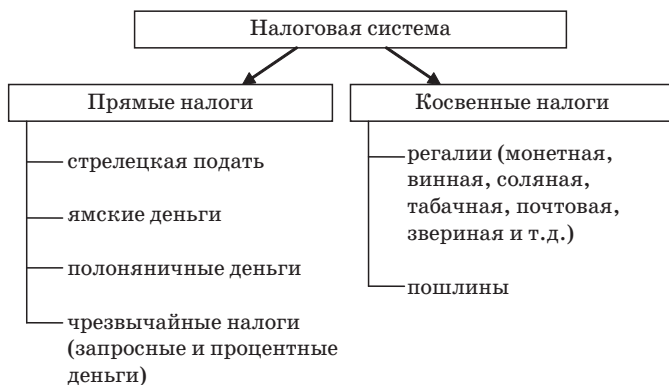 Налоговая система
Прямые налоги
стрелецкая подать
ямские деньги
полоняничные деньги
чрезвычайные налоги
(запросные и процентные
деньги)
Косвенные налоги
регалии (монетная,
винная, соляная,
табачная, почтовая,
звериная и т.д.)
пошлины